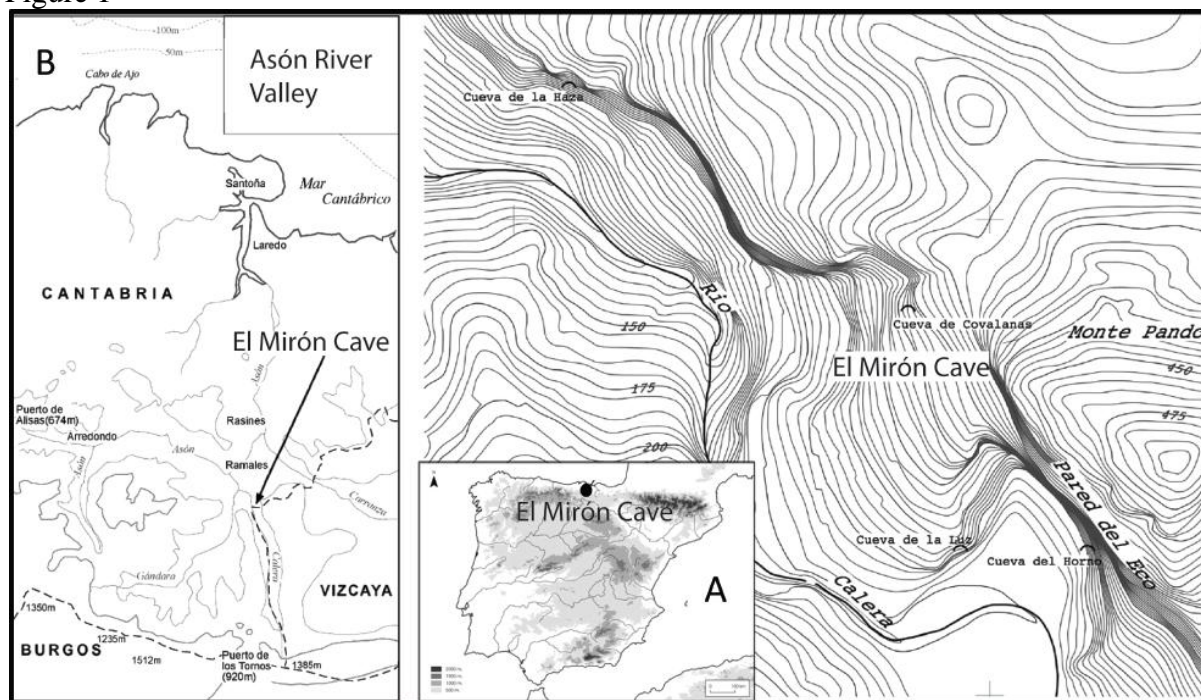 Figure 1
B
-100m
50m
Cabo de Ajo
Asón River
Valley
Santoña
Mar
Cantábrico
Laredo
CANTABRIA
El Mirón Cave
Asón
Puerto de
Alisas(674m)
Arredondo
Rasines
Asón
Asón
Ramales
Carranza
Calera
Gándara
VIZCAYA
1350m
1235m
1512m
BURGOS
Puerto de
los Tornos
(920m)
1385m
Cueva de la Haza
Río
150
175
200
Cueva de Covalanas
El Mirón Cave
Monte Pando
450
475
Pared del Eco
Cueva de la Luz
Cueva del Horno
Calera
El Mirón Cave
A